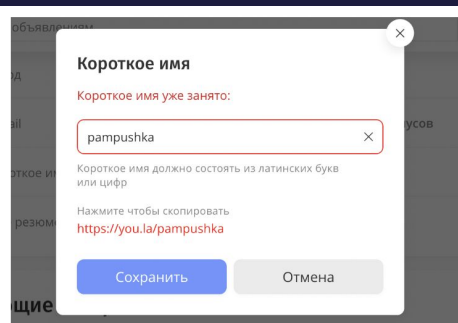 объявлениям
Короткое имя
Короткое имя уже занято:
pampushka
Короткое имя должно состоять из латинских букв
или цифр
Нажмите чтобы скопировать
https://you.la/pampushka
Сохранить
Отмена